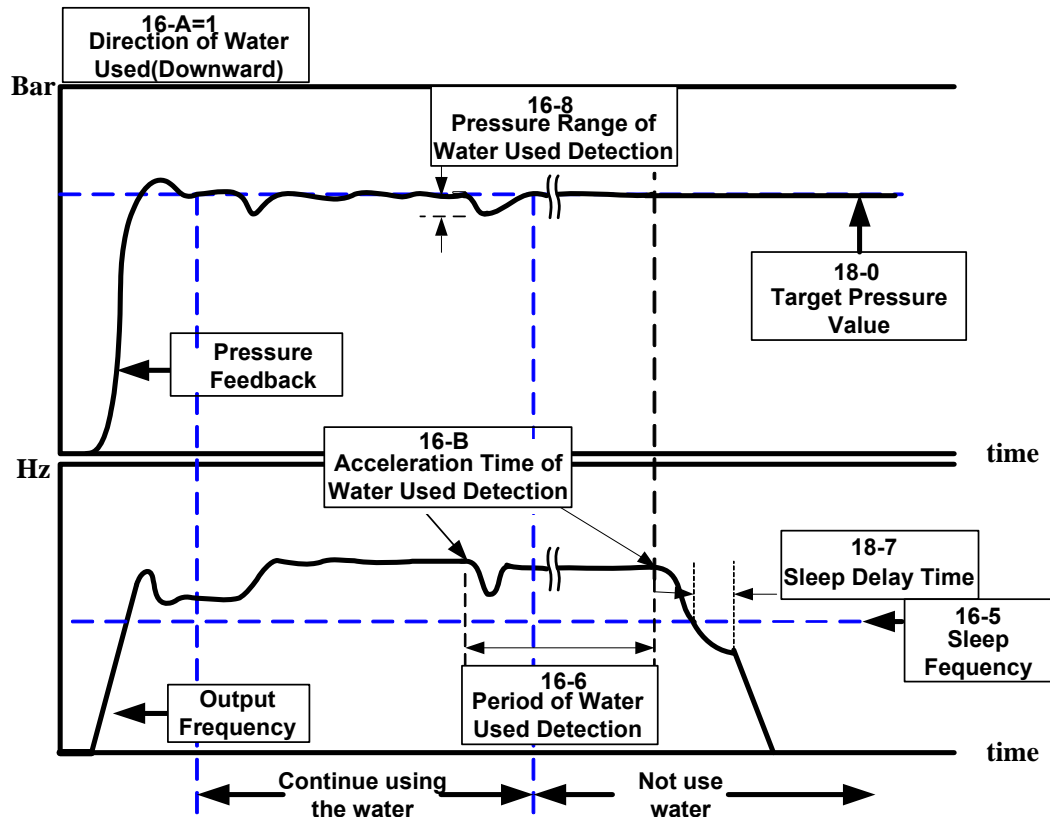 16-A=1
Direction of Water
Used(Downward)
Bar
16-8
Pressure Range of
Water Used Detection
18-0
Target Pressure
Value
Pressure
Feedback
time
Hz
16-B
Acceleration Time of
Water Used Detection
18-7
Sleep Delay Time
16-5
Sleep
Fequency
16-6
Period of Water
Used Detection
Output
Frequency
time
Continue using
the water
Not use
water